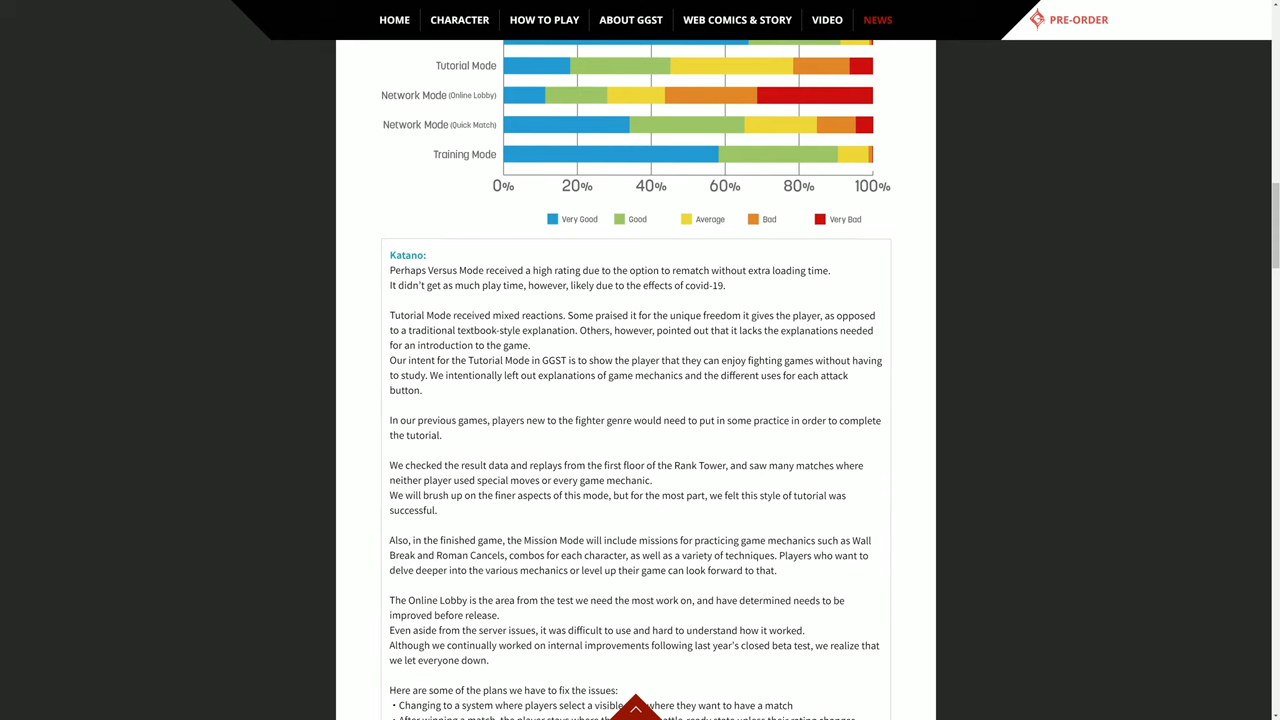 HOME CHARACTER HOW TO PLAY ABOUT GGST WEB COMICS & STORY VIDEO NEWS PRE-ORDER
Tutorial Mode
Network Mode (Online Lobby)
Network Mode (Quick Match)
Training Mode
0% 20% 40% 60% 80% 100%
Very Good Good Average Bad Very Bad
Katano:
Perhaps Versus Mode received a high rating due to the option to rematch without extra loading time.
It didn't get as much play time, however, likely due to the effects of covid-19.
Tutorial Mode received mixed reactions. Some praised it for the unique freedom it gives the player, as opposed
to a traditional textbook-style explanation. Others, however, pointed out that it lacks the explanations needed
for an introduction to the game.
Our intent for the Tutorial Mode in GGST is to show the player that they can enjoy fighting games without having
to study. We intentionally left out explanations of game mechanics and the different uses for each attack
button.
In our previous games, players new to the fighter genre would need to put in some practice in order to complete
the tutorial.
We checked the result data and replays from the first floor of the Rank Tower, and saw many matches where
neither player used special moves or every game mechanic.
We will brush up on the finer aspects of this mode, but for the most part, we felt this style of tutorial was
successful.
Also, in the finished game, the Mission Mode will include missions for practicing game mechanics such as Wall
Break and Roman Cancels, combos for each character, as well as a variety of techniques. Players who want to
delve deeper into the various mechanics or level up their game can look forward to that.
The Online Lobby is the area from the test we need the most work on, and have determined needs to be
improved before release.
Even aside from the server issues, it was difficult to use and hard to understand how it worked.
Although we continually worked on internal improvements following last year's closed beta test, we realize that
we let everyone down.
Here are some of the plans we have to fix the issues:
・Changing to a system where players select a visible where they want to have a match
・After winning a match, the player stays where battle-ready state unless their rating changes